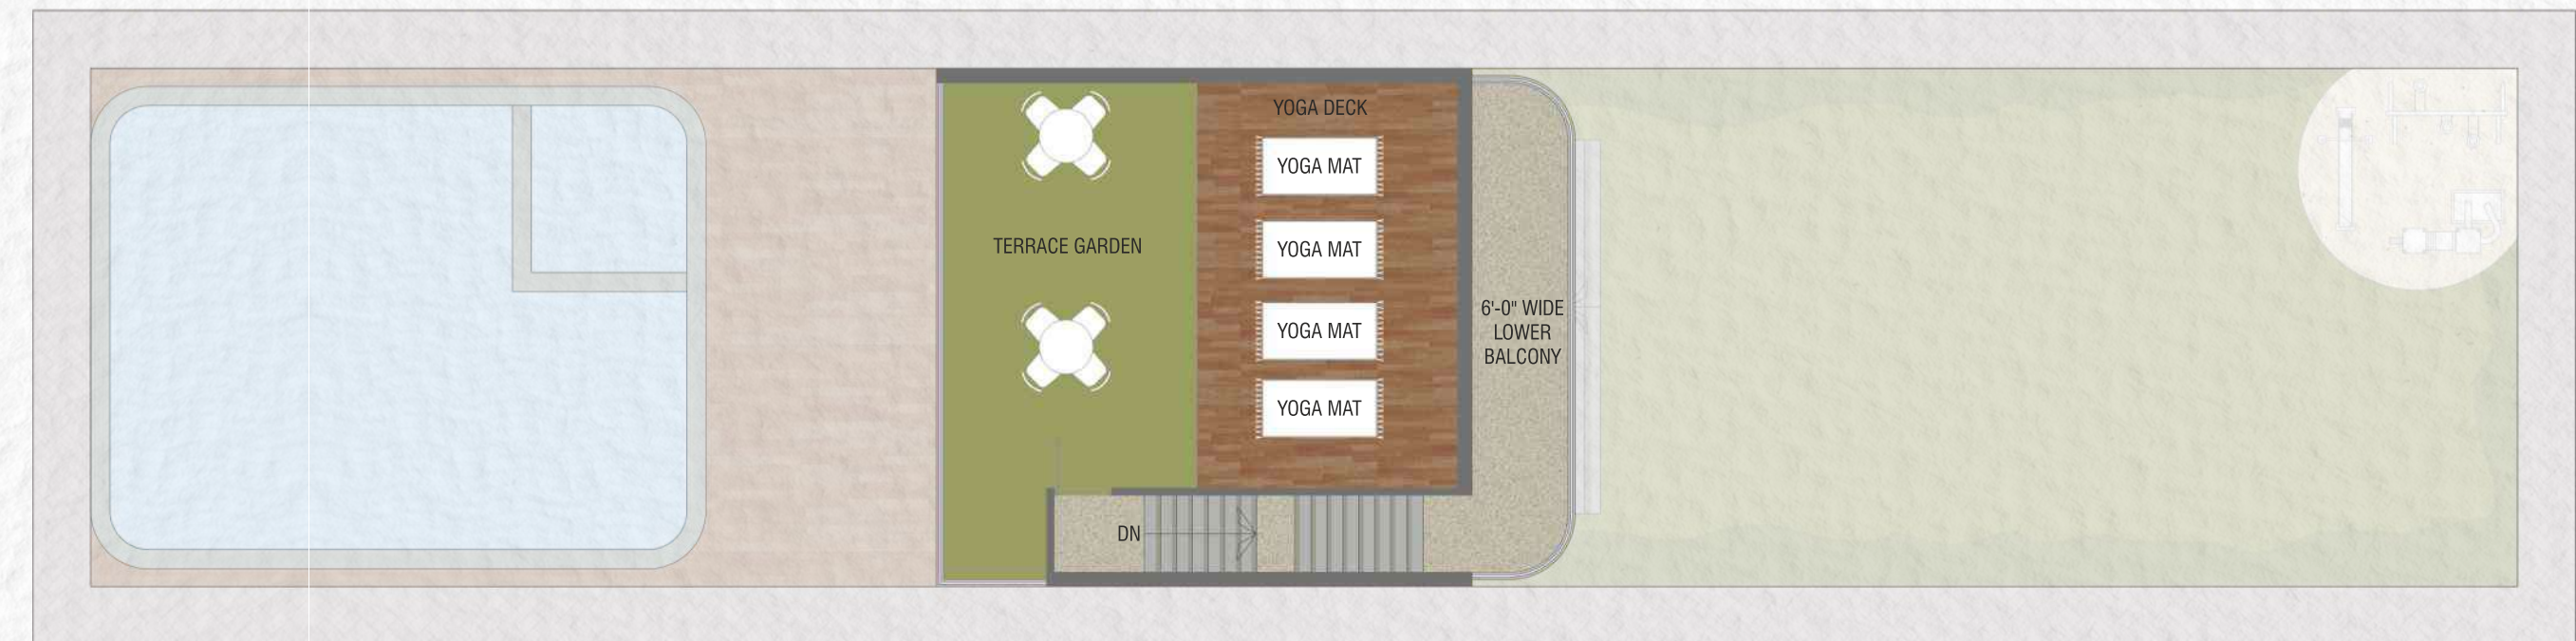 YOGA DECK
YOGA MAT
TERRACE GARDEN
YOGA MAT
6'-0" WIDE
LOWER
BALCONY
YOGA MAT
YOGA MAT
DN